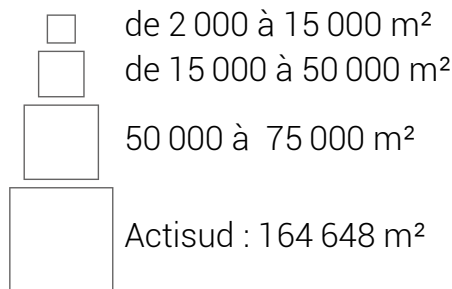 de 2 000 à 15 000 m²
de 15 000 à 50 000 m²
50 000 à  75 000 m²
Actisud : 164 648 m²